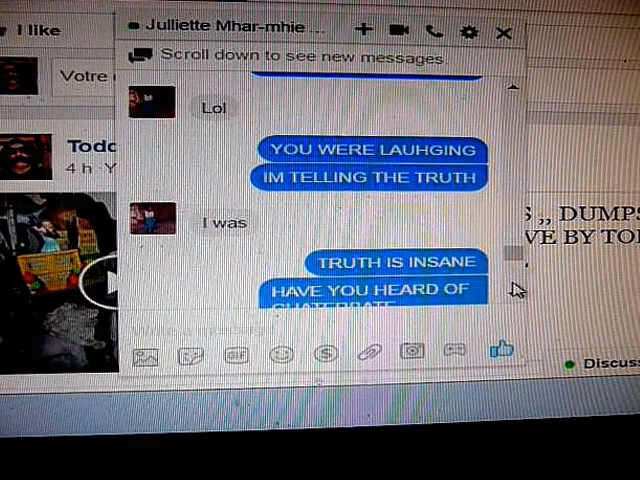 I like
Julliette Mhar-mhie ...
Scroll down to see new messages.
Votre
Lol
Todd
4 h · Y
YOU WERE LAUHGING
IM TELLING THE TRUTH
I was
S ,, DUMPS
VE BY TO
TRUTH IS INSANE
HAVE YOU HEARD OF
Write a message
GIF
Discuss